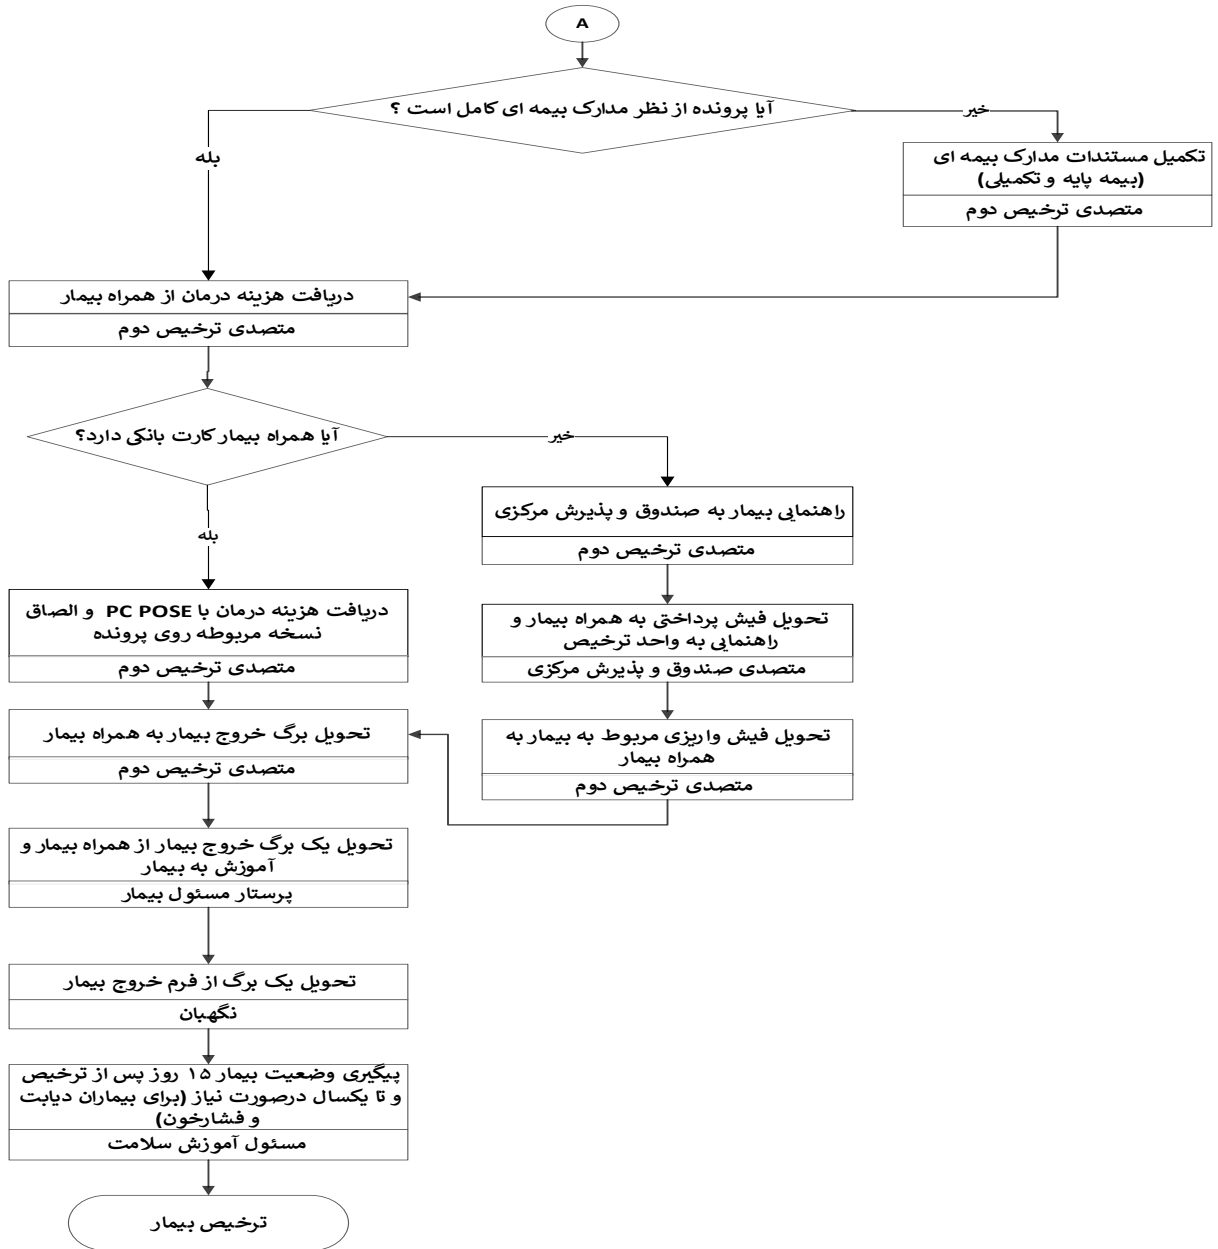 A
آیا پرونده از نظر مدارک بیمه ای کامل است ؟
خیر
بله
تکمیل مستندات مدارک بیمه ای
(بیمه پایه و تکمیلی)
متصدی ترخیص دوم
دریافت هزینه درمان از همراه بیمار
متصدی ترخیص دوم
آیا همراه بیمار کارت بانکی دارد؟
خیر
بله
راهنمایی بیمار به صندوق و پذیرش مرکزی
متصدی ترخیص دوم
دریافت هزینه درمان با PC POSE و الصاق
نسخه مربوطه روی پرونده
متصدی ترخیص دوم
تحویل فیش پرداختی به همراه بیمار و
راهنمایی به واحد ترخیص
متصدی صندوق و پذیرش مرکزی
تحویل برگ خروج بیمار به همراه بیمار
متصدی ترخیص دوم
تحویل فیش واریزی مربوط به بیمار به
همراه بیمار
متصدی ترخیص دوم
تحویل یک برگ خروج بیمار از همراه بیمار و
آموزش به بیمار
پرستار مسئول بیمار
تحویل یک برگ از فرم خروج بیمار
نگهبان
پیگیری وضعیت بیمار ۱۵ روز پس از ترخیص
و تا یکسال درصورت نیاز (برای بیماران دیابت
و فشارخون)
مسئول آموزش سلامت
ترخیص بیمار